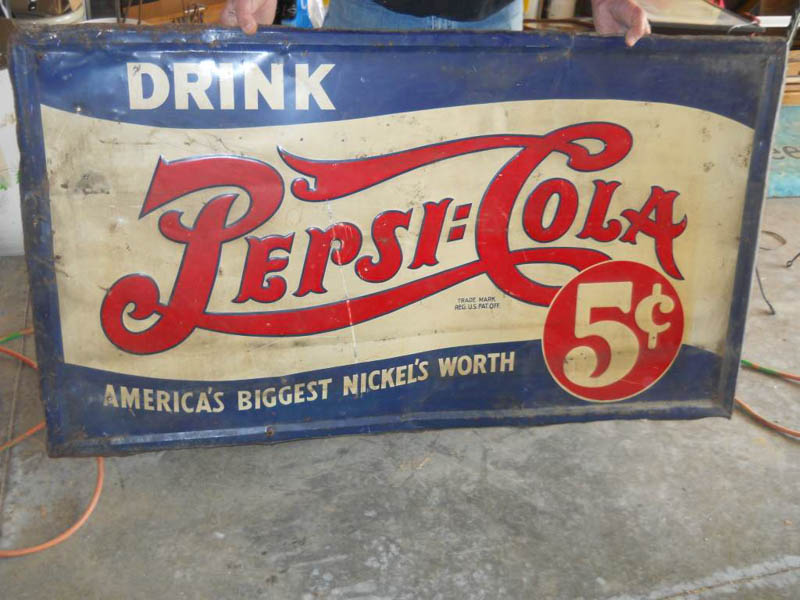 DRINK
PEPSI:COLA
TRADE MARK
REG. U.S. PAT. OFF.
5¢
AMERICA'S BIGGEST NICKEL'S WORTH